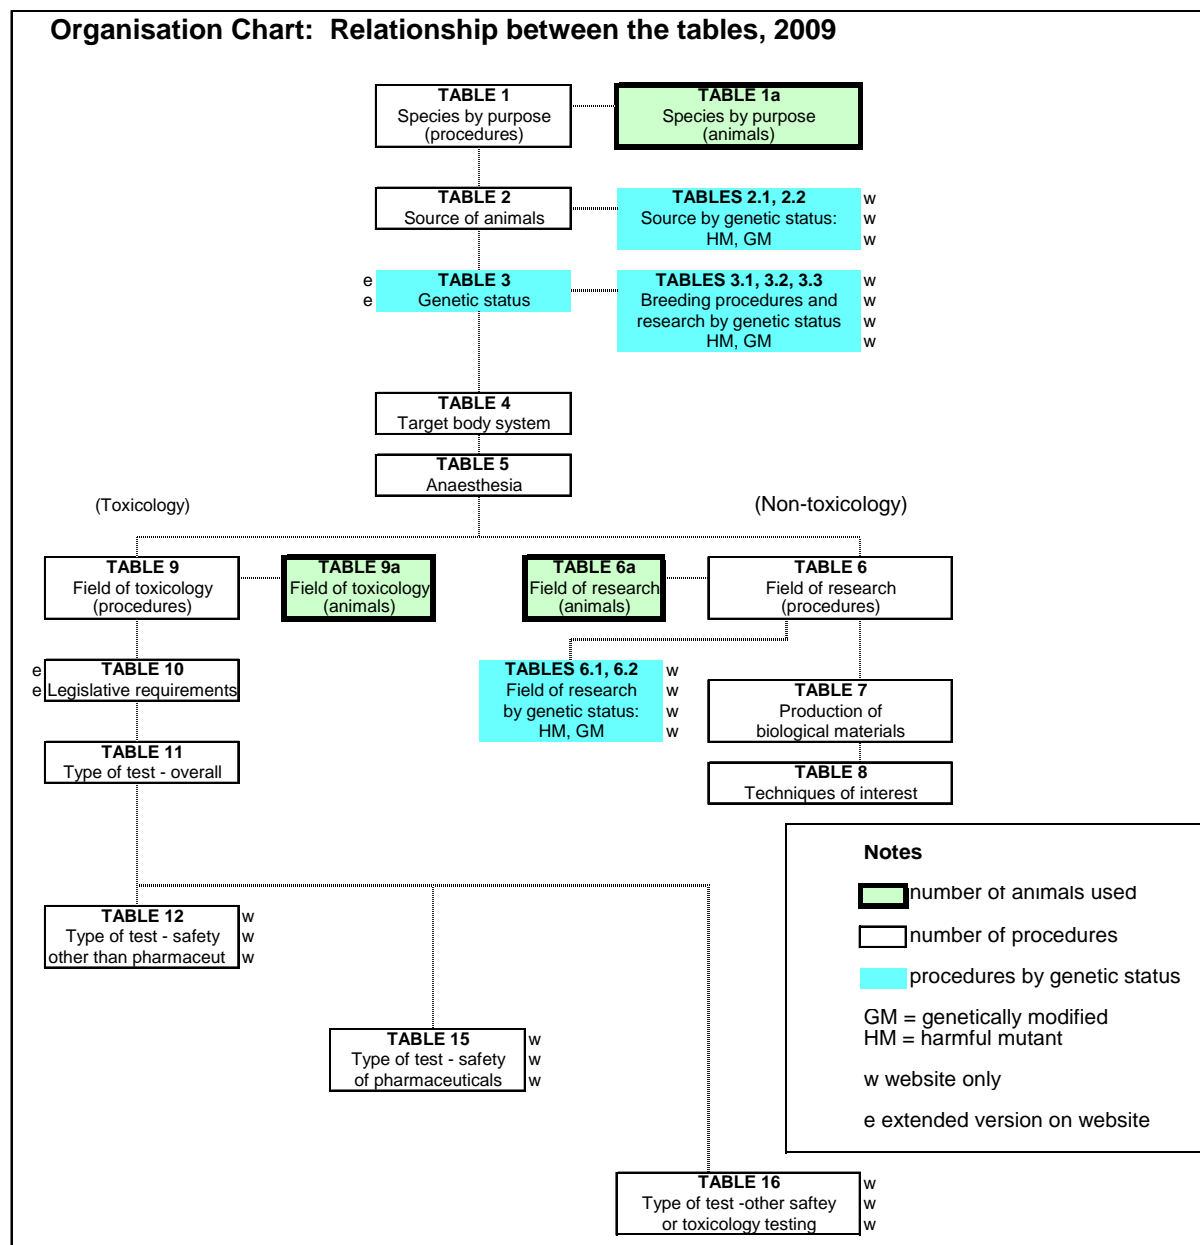 Organisation Chart: Relationship between the tables, 2009
TABLE 1
Species by purpose
(procedures)
TABLE 1a
Species by purpose
(animals)
TABLE 2
Source of animals
TABLES 2.1, 2.2 w
Source by genetic status: w
HM, GM w
e TABLE 3
e Genetic status
TABLES 3.1, 3.2, 3.3 w
Breeding procedures and w
research by genetic status w
HM, GM w
TABLE 4
Target body system
TABLE 5
Anaesthesia
(Toxicology)
(Non-toxicology)
TABLE 9
Field of toxicology
(procedures)
TABLE 9a
Field of toxicology
(animals)
TABLE 6a
Field of research
(animals)
TABLE 6
Field of research
(procedures)
e TABLE 10
e Legislative requirements
TABLES 6.1, 6.2 w
Field of research w
by genetic status: w
HM, GM w
TABLE 7
Production of
biological materials
TABLE 11
Type of test - overall
TABLE 8
Techniques of interest
TABLE 12 w
Type of test - safety w
other than pharmaceut w
TABLE 15 w
Type of test - safety w
of pharmaceuticals w
TABLE 16 w
Type of test -other saftey w
or toxicology testing w
Notes
number of animals used
number of procedures
procedures by genetic status
GM = genetically modified
HM = harmful mutant
w website only
e extended version on website